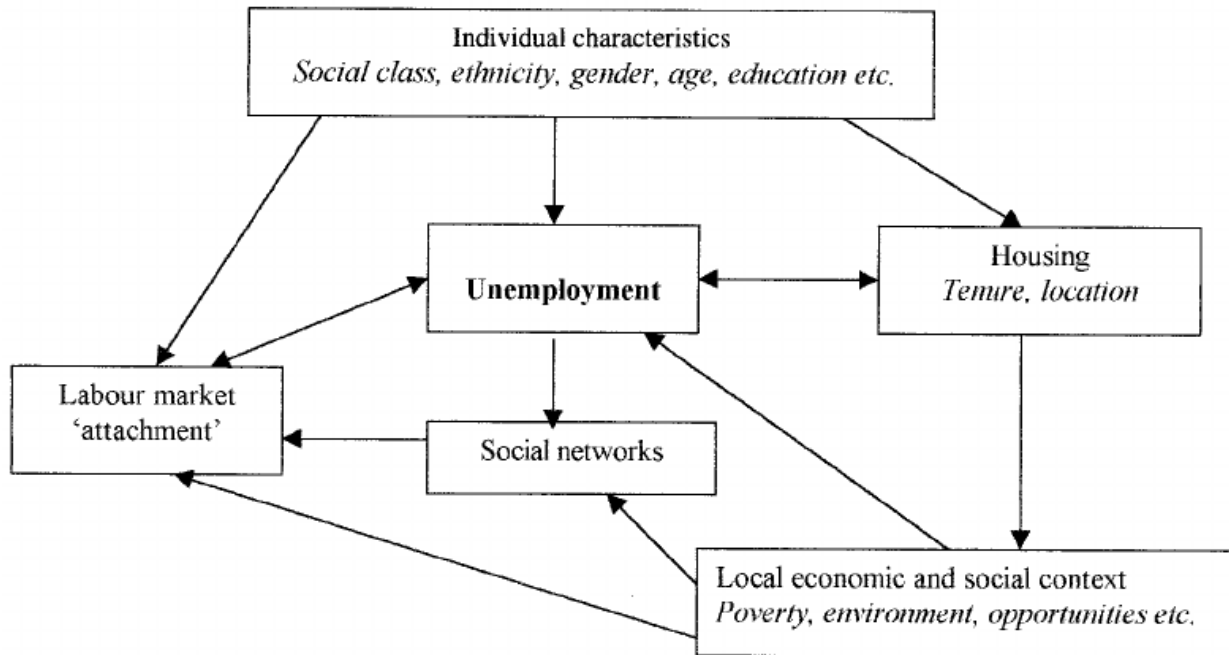 Individual characteristics
Social class, ethnicity, gender, age, education etc.
Unemployment
Housing
Tenure, location
Labour market
‘attachment’
Social networks
Local economic and social context
Poverty, environment, opportunities etc.